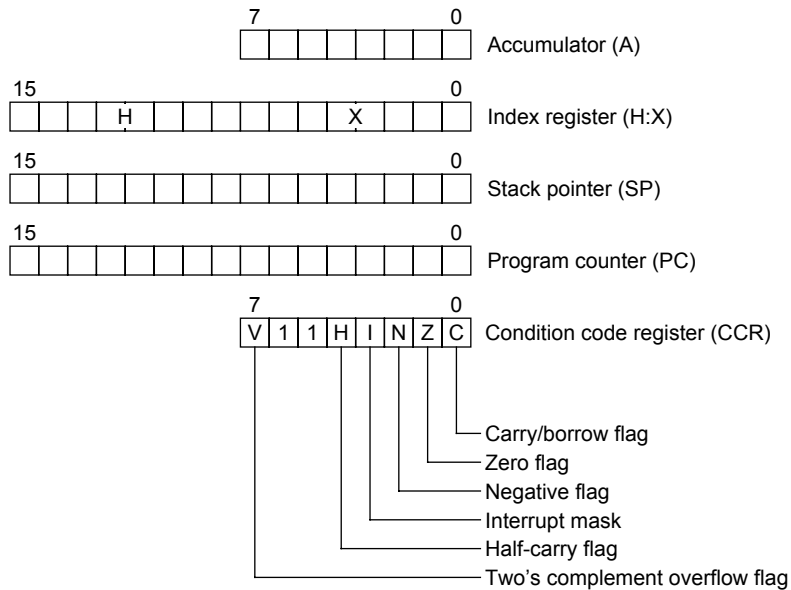 7 0
Accumulator (A)
15 0
H X Index register (H:X)
15 0
Stack pointer (SP)
15 0
Program counter (PC)
7 0
V 1 1 H I N Z C Condition code register (CCR)
Carry/borrow flag
Zero flag
Negative flag
Interrupt mask
Half-carry flag
Two's complement overflow flag